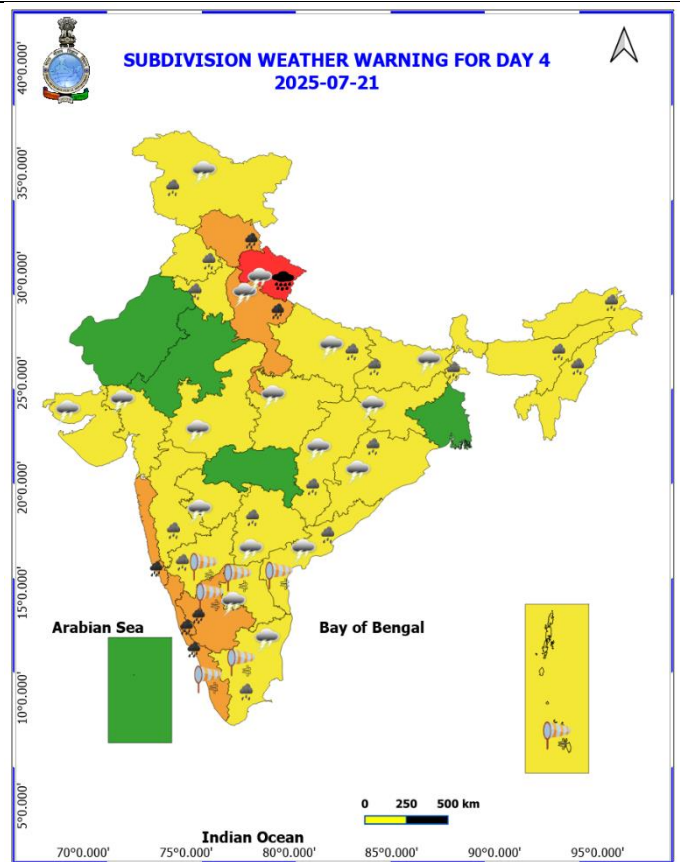 SUBDIVISION WEATHER WARNING FOR DAY 4
2025-07-21
40°0.000'
35°0.000'
30°0.000'
25°0.000'
20°0.000'
15°0.000'
10°0.000'
5°0.000'
Arabian Sea
Bay of Bengal
0 250 500 km
Indian Ocean
70°0.000' 75°0.000' 80°0.000' 85°0.000' 90°0.000' 95°0.000'